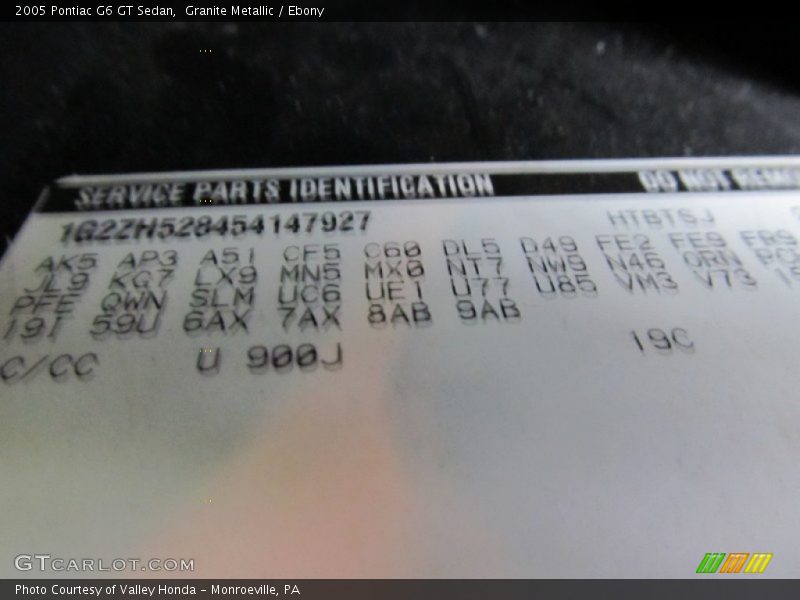 2005 Pontiac G6 GT Sedan, Granite Metallic / Ebony
SERVICE PARTS IDENTIFICATION DO NOT REMO
1G2ZH528454147927 HTBTSJ
AK5 AP3 A51 CF5 C60 DL5 D49 FE2 FE9 FR9
JL9 KG7 LX9 MN5 MX0 NT7 NW9 N46 ORN PCX
PFE QWN SLM UC6 UE1 U77 U85 VM3 V73
19I 59U 6AX 7AX 8AB 9AB
C/CC U 900J 19C
GTCARLOT.COM
Photo Courtesy of Valley Honda - Monroeville, PA